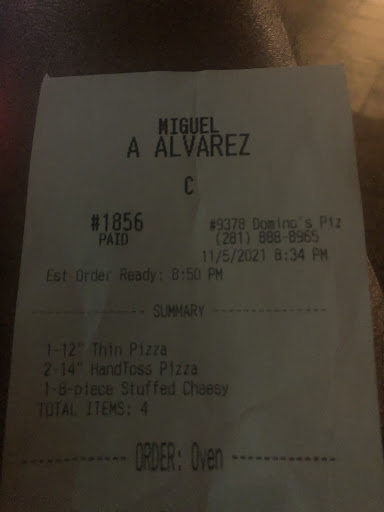 MIGUEL
A ALVAREZ
C
#1856
PAID
#9378 Domino's Piz
(281) 808-8965
11/5/2021 8:34 PM
Est Order Ready: 8:50 PM
SUMMARY
1-12" Thin Pizza
2-14" HandToss Pizza
1-8-piece Stuffed Cheesy
TOTAL ITEMS: 4
ORDER: Oven